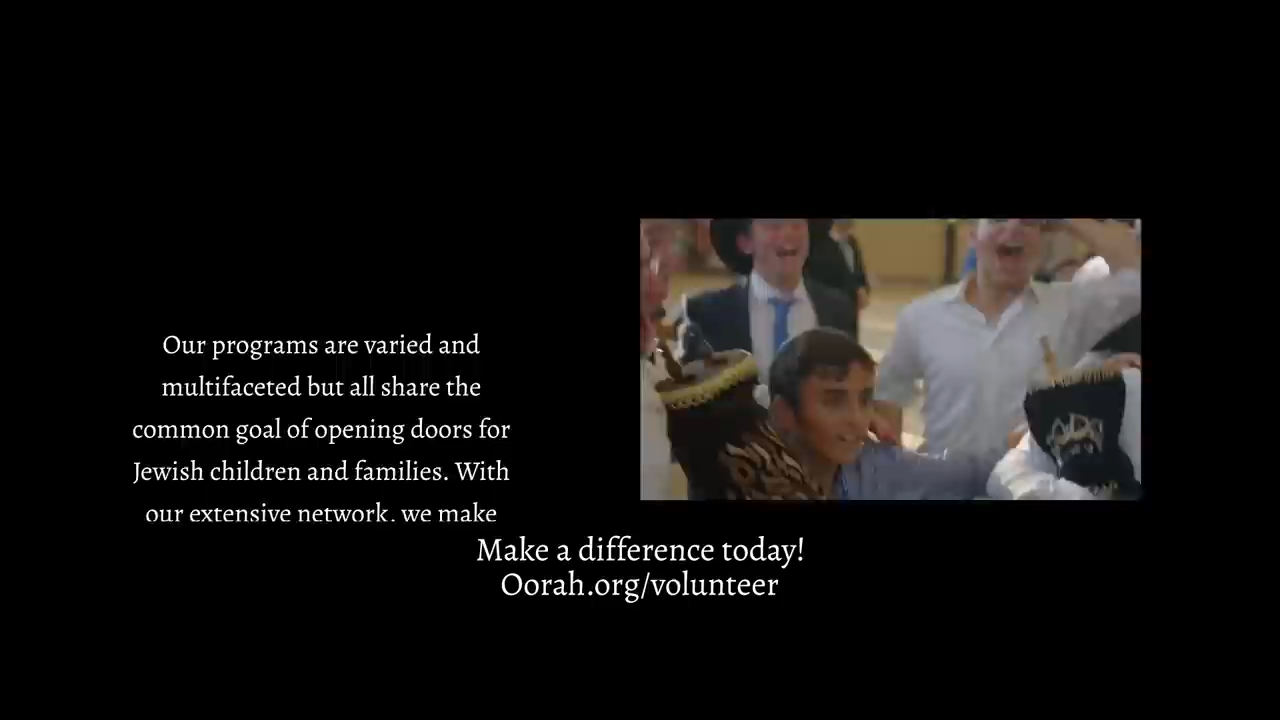 Our programs are varied and
multifaceted but all share the
common goal of opening doors for
Jewish children and families. With
our extensive network, we make
Make a difference today!
Oorah.org/volunteer